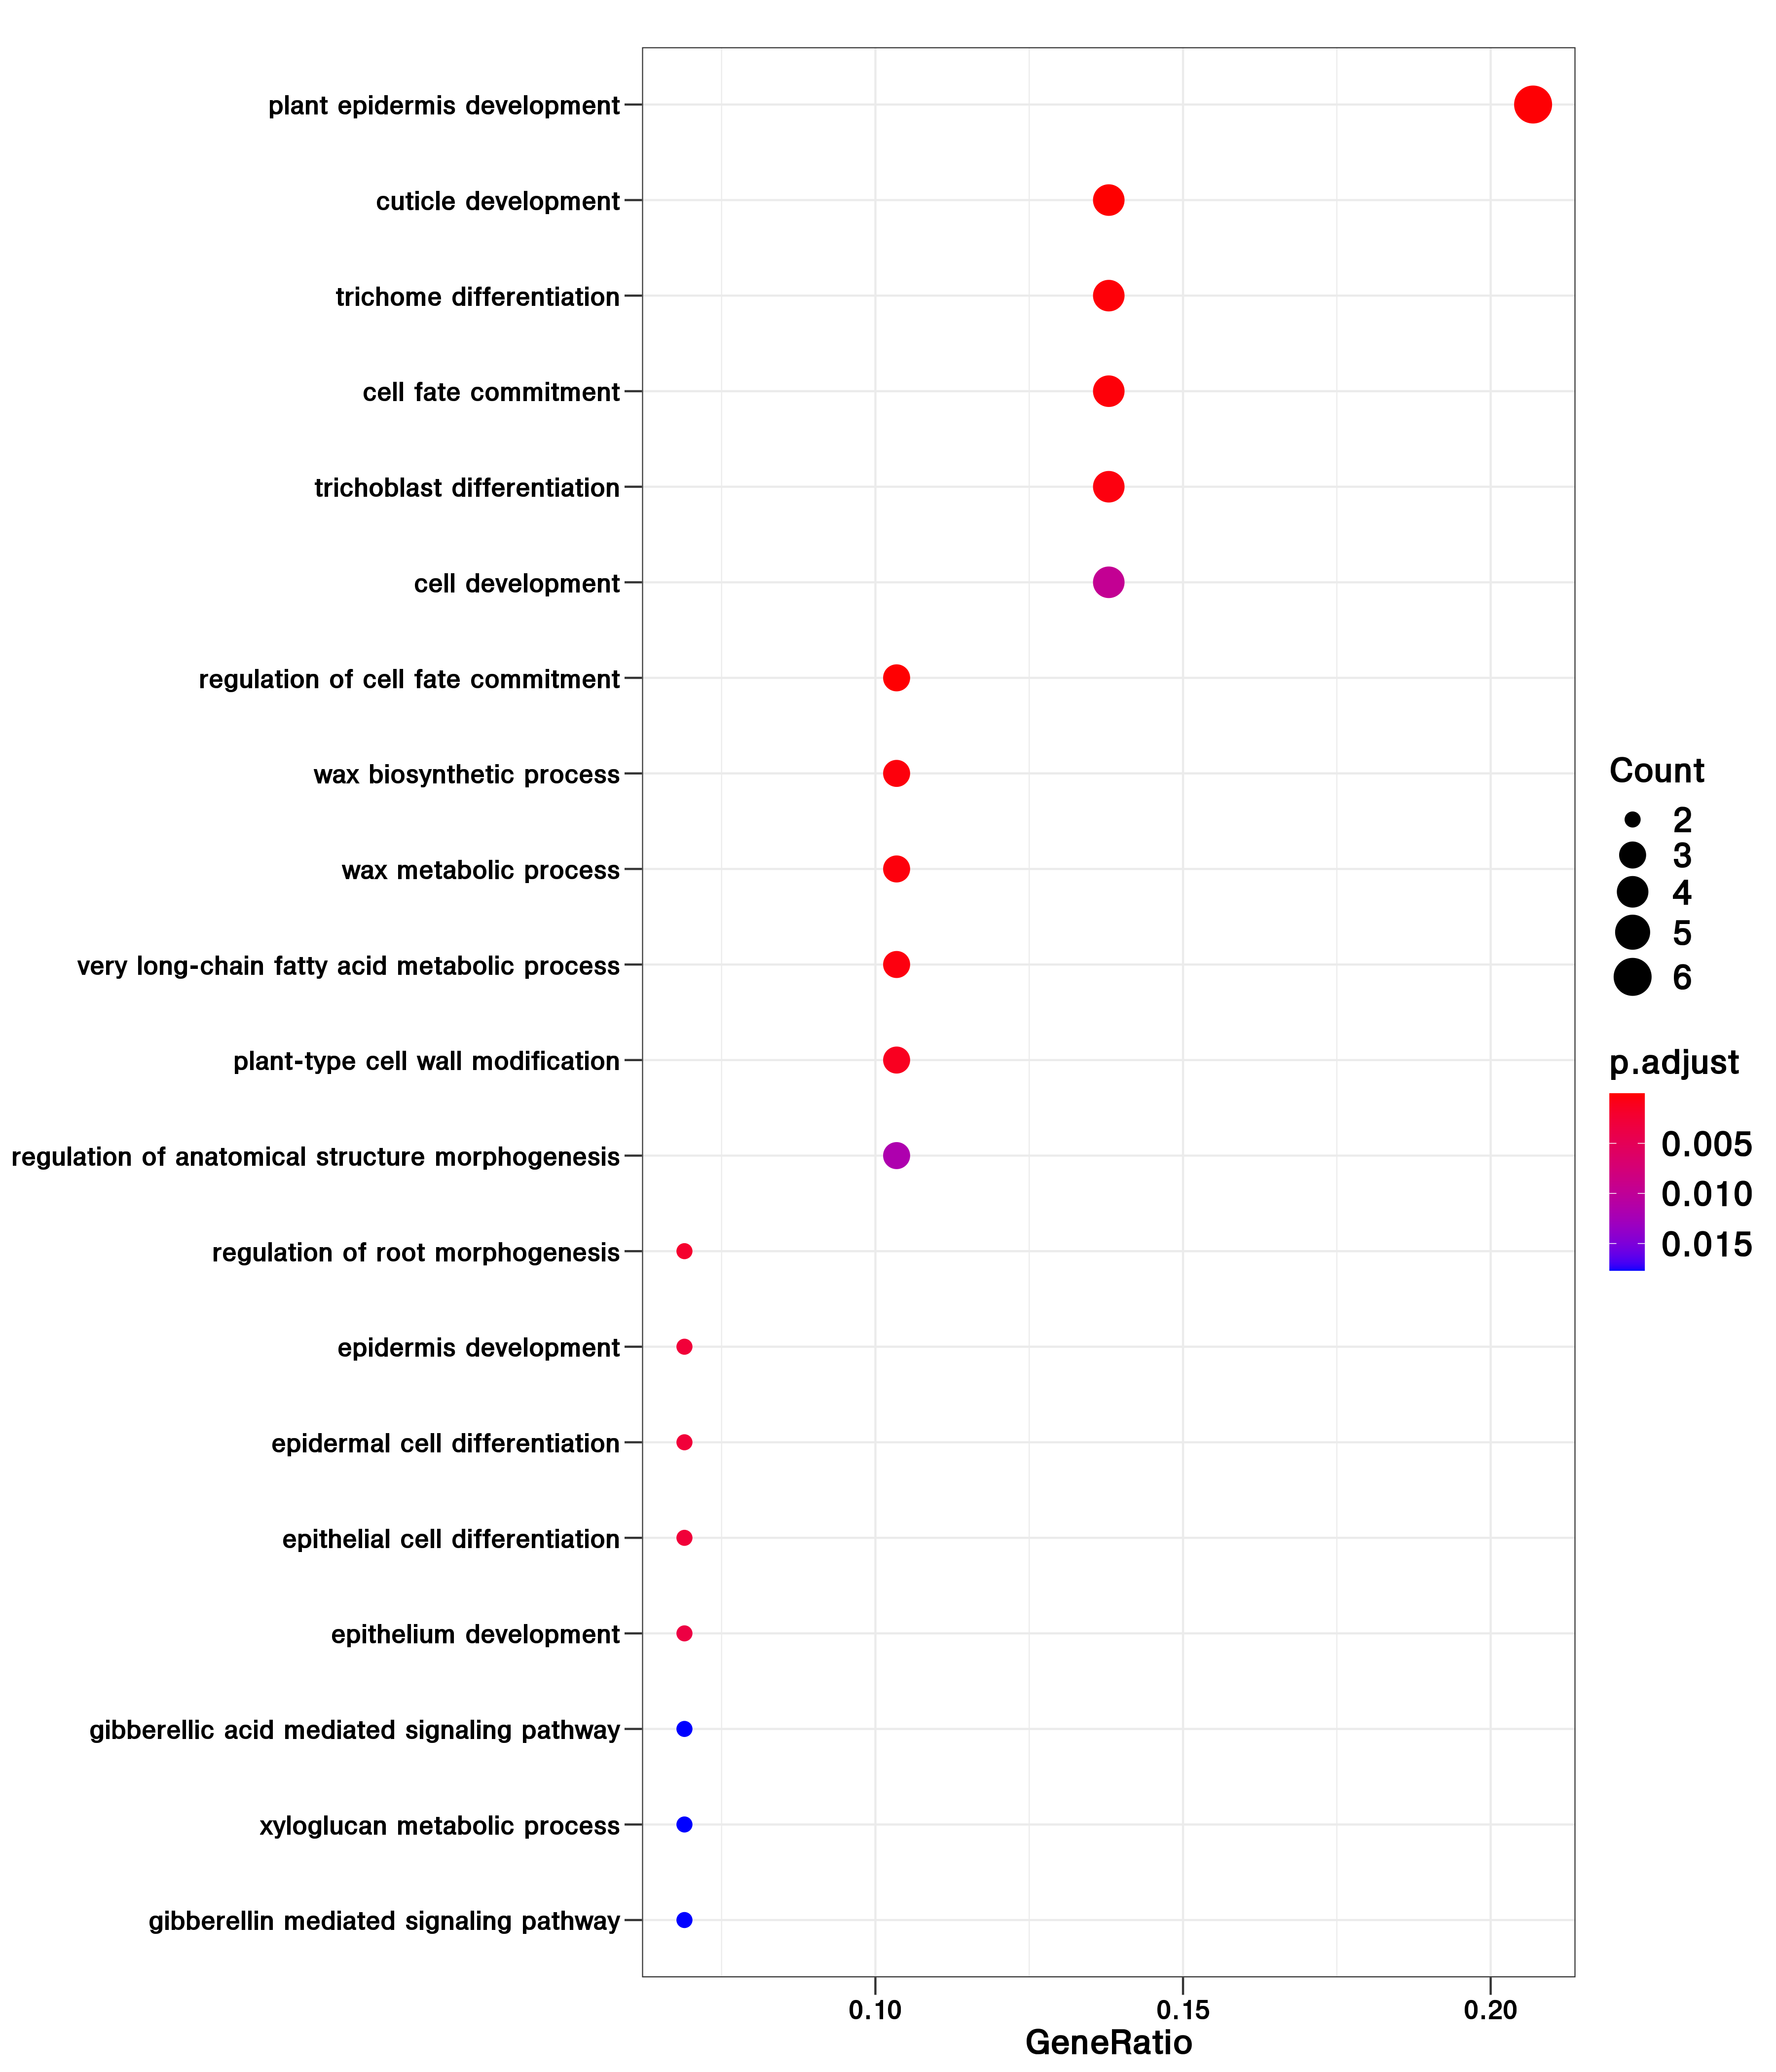 plant epidermis development
cuticle development
trichome differentiation
cell fate commitment
trichoblast differentiation
cell development
regulation of cell fate commitment
wax biosynthetic process
wax metabolic process
very long-chain fatty acid metabolic process
plant-type cell wall modification
regulation of anatomical structure morphogenesis
regulation of root morphogenesis
epidermis development
epidermal cell differentiation
epithelial cell differentiation
epithelium development
gibberellic acid mediated signaling pathway
xyloglucan metabolic process
gibberellin mediated signaling pathway
0.10 0.15 0.20
GeneRatio
Count
2
3
4
5
6
p.adjust
0.005
0.010
0.015